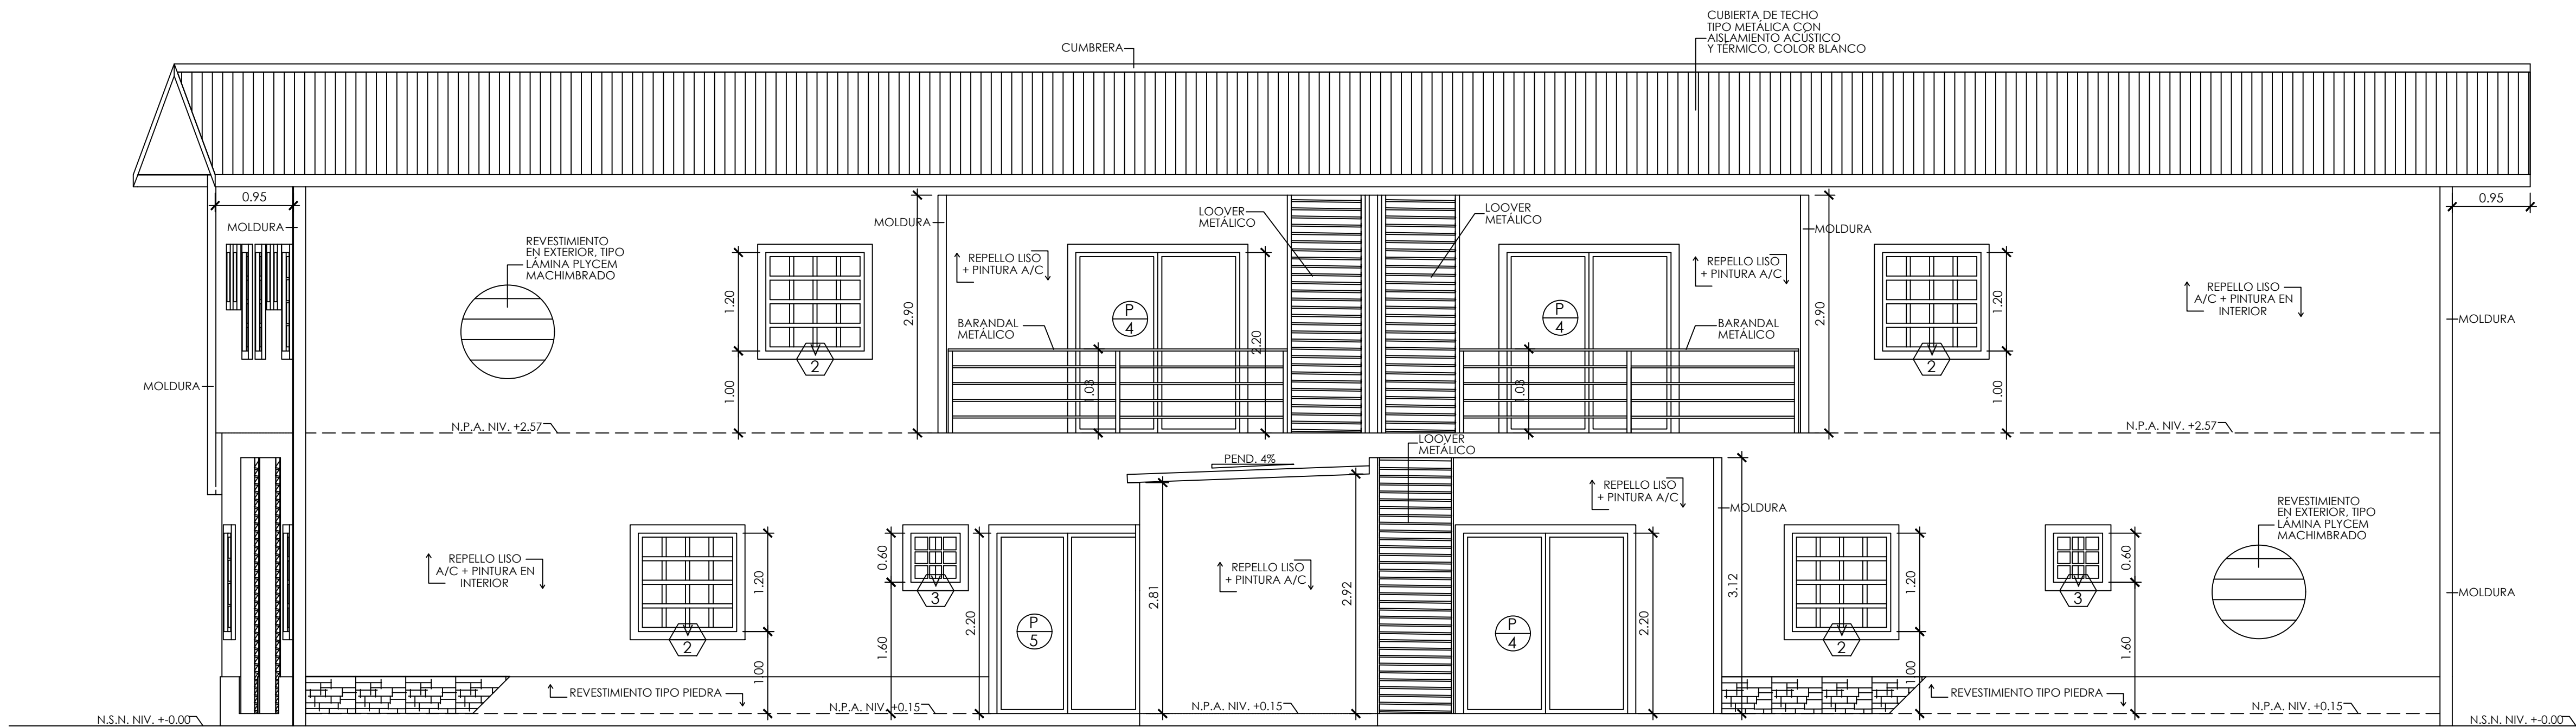 CUBIERTA DE TECHO
TIPO METÁLICA CON
AISLAMIENTO ACÚSTICO
Y TÉRMICO, COLOR BLANCO
CUMBRERA
0.95
0.95
MOLDURA
REVESTIMIENTO
EN EXTERIOR, TIPO
LÁMINA PLYCEM
MACHIMBRADO
MOLDURA
LOOVER
METÁLICO
LOOVER
METÁLICO
MOLDURA
REPELLO LISO
+ PINTURA A/C
REPELLO LISO
+ PINTURA A/C
REPELLO LISO
A/C + PINTURA EN
INTERIOR
1.20
2.90
P
4
P
4
2.90
1.20
MOLDURA
BARANDAL
METÁLICO
2.20
BARANDAL
METÁLICO
2
2
MOLDURA
1.00
1.03
1.03
1.00
N.P.A. NIV. +2.57
N.P.A. NIV. +2.57
LOOVER
METÁLICO
PEND. 4%
REPELLO LISO
+ PINTURA A/C
MOLDURA
REVESTIMIENTO
EN EXTERIOR, TIPO
LÁMINA PLYCEM
MACHIMBRADO
REPELLO LISO
A/C + PINTURA EN
INTERIOR
1.20
0.60
REPELLO LISO
+ PINTURA A/C
2.81
2.92
3.12
1.20
0.60
MOLDURA
3
3
2.20
P
5
P
4
2.20
2
1.60
2
1.60
1.00
1.00
REVESTIMIENTO TIPO PIEDRA
REVESTIMIENTO TIPO PIEDRA
N.P.A. NIV. +0.15
N.P.A. NIV. +0.15
N.P.A. NIV. +0.15
N.S.N. NIV. +-0.00
N.S.N. NIV. +-0.00